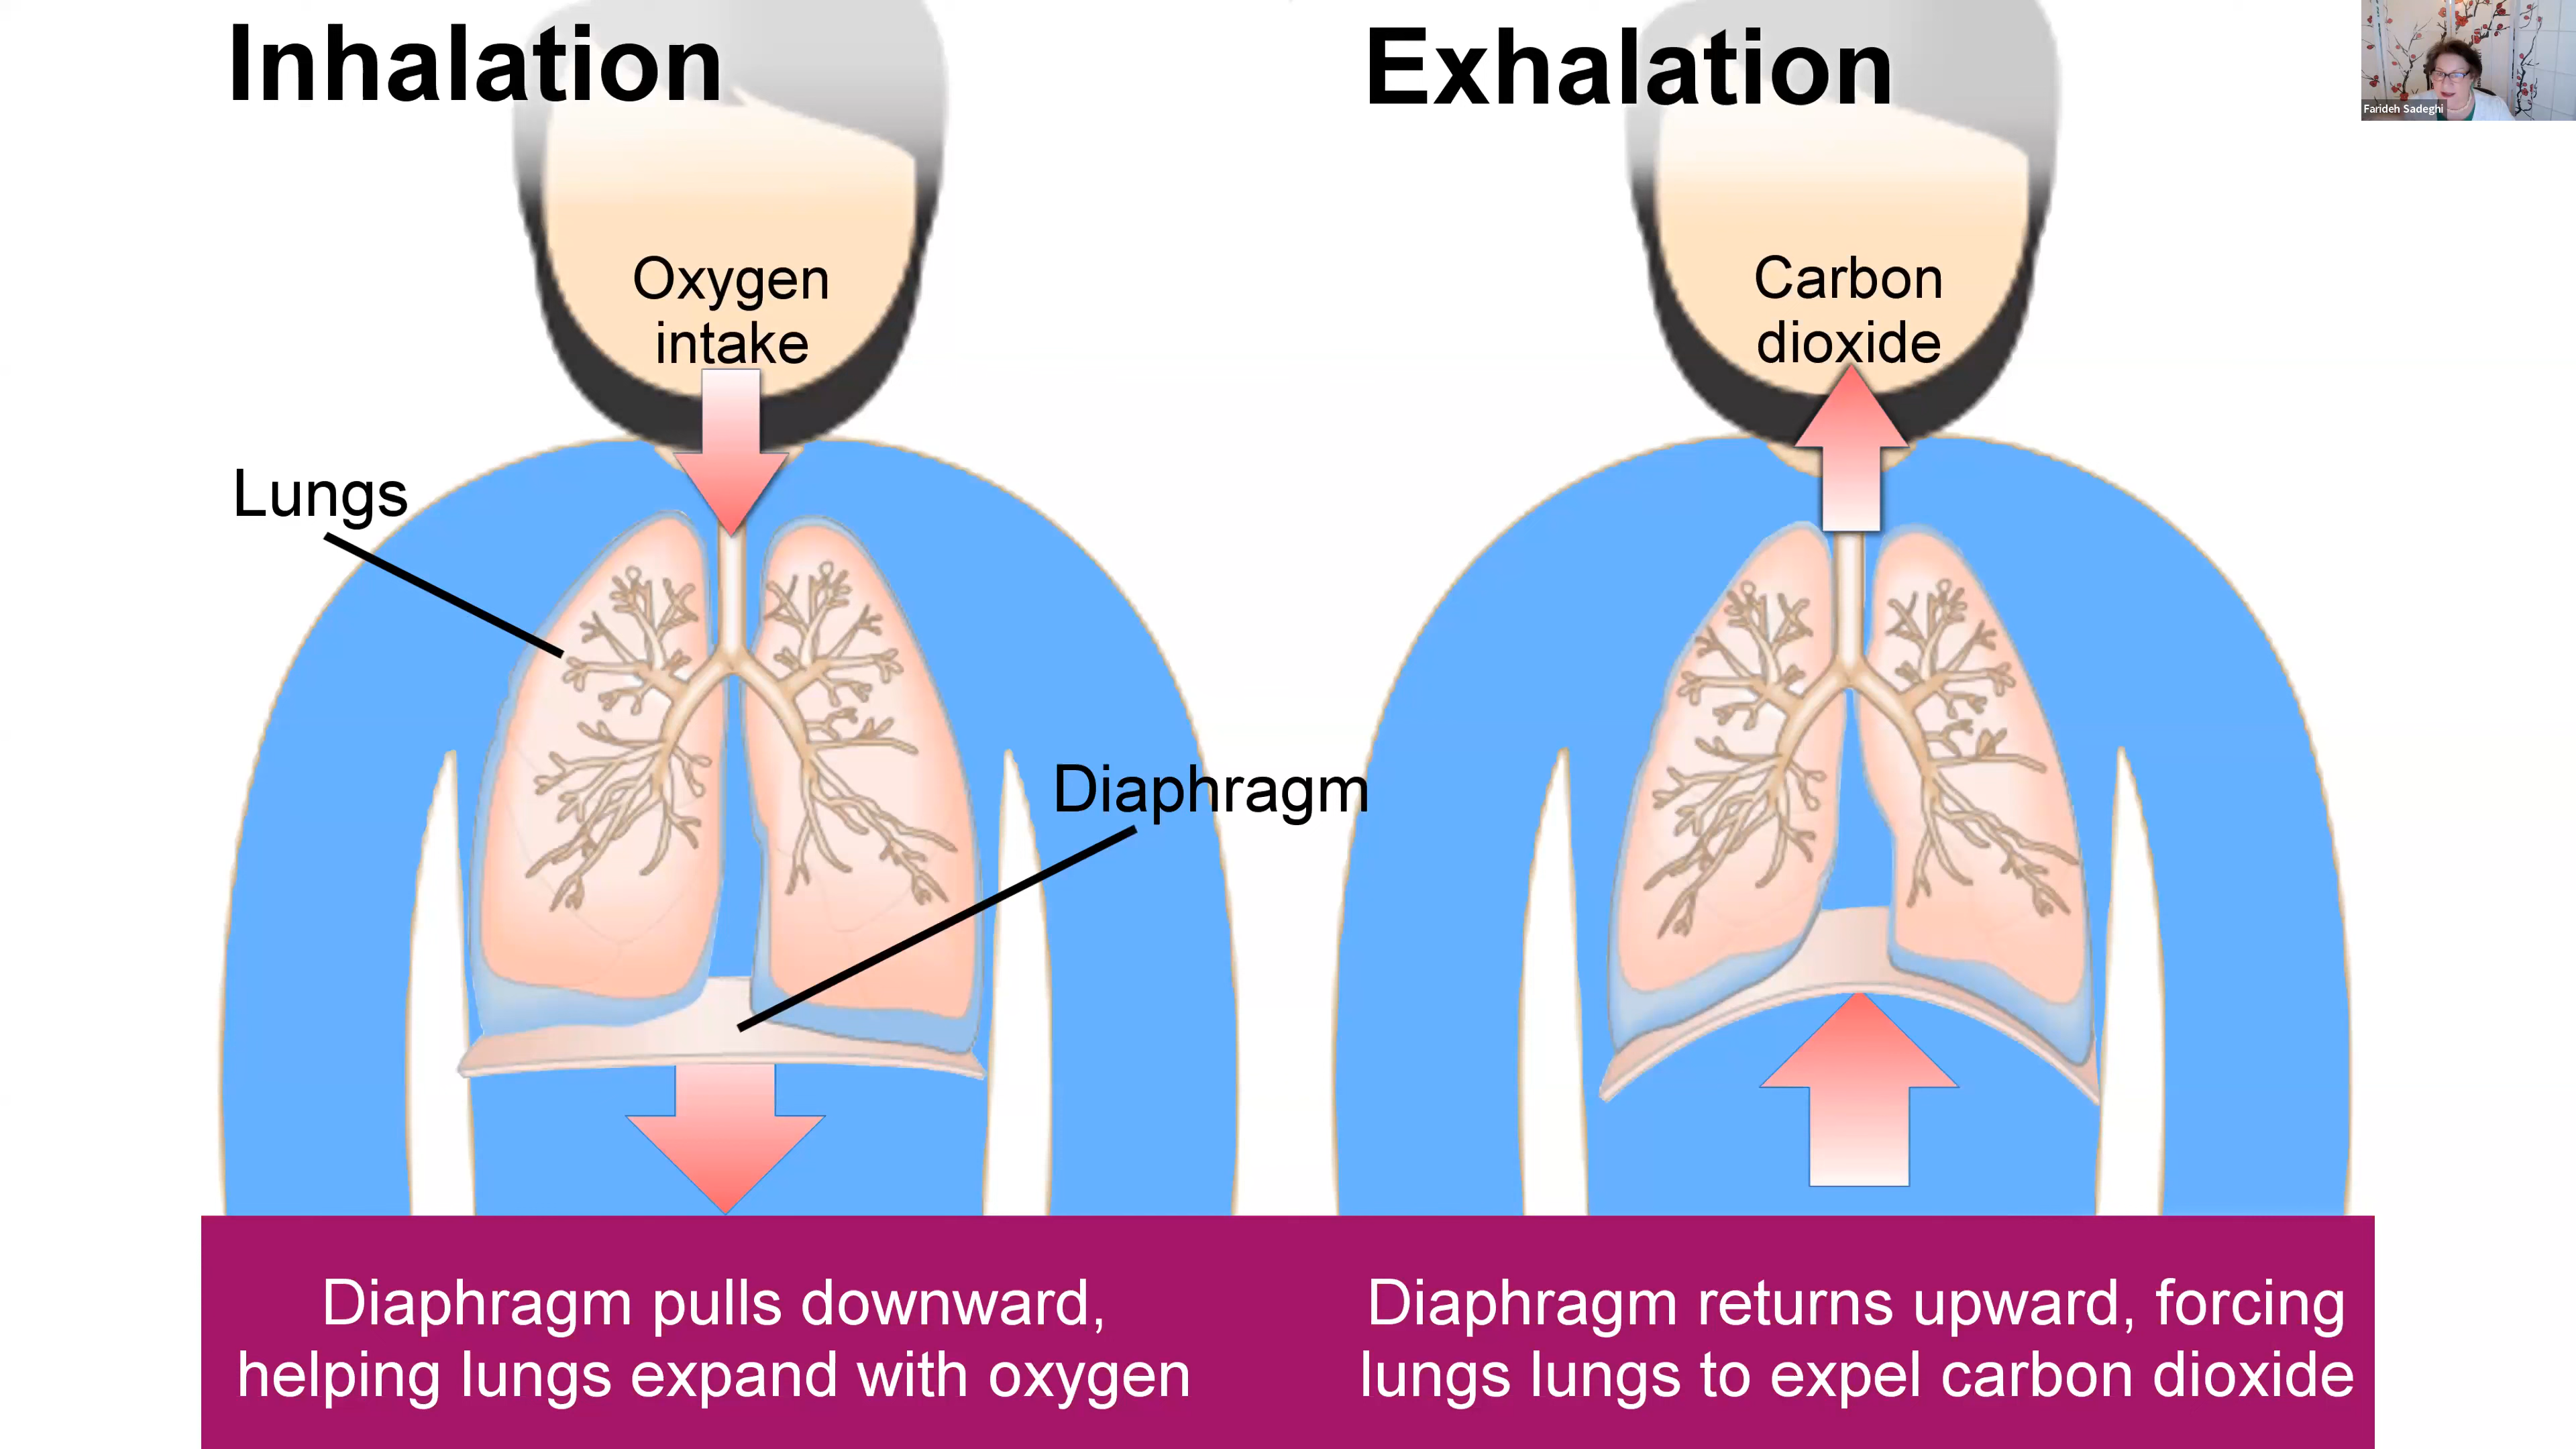 Inhalation
Exhalation
Farideh Sadeghi
Oxygen
intake
Carbon
dioxide
Lungs
Diaphragm
Diaphragm pulls downward,
helping lungs expand with oxygen
Diaphragm returns upward, forcing
lungs lungs to expel carbon dioxide